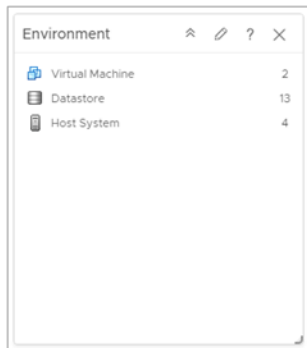 Environment ?
Virtual Machine 2
Datastore 13
Host System 4